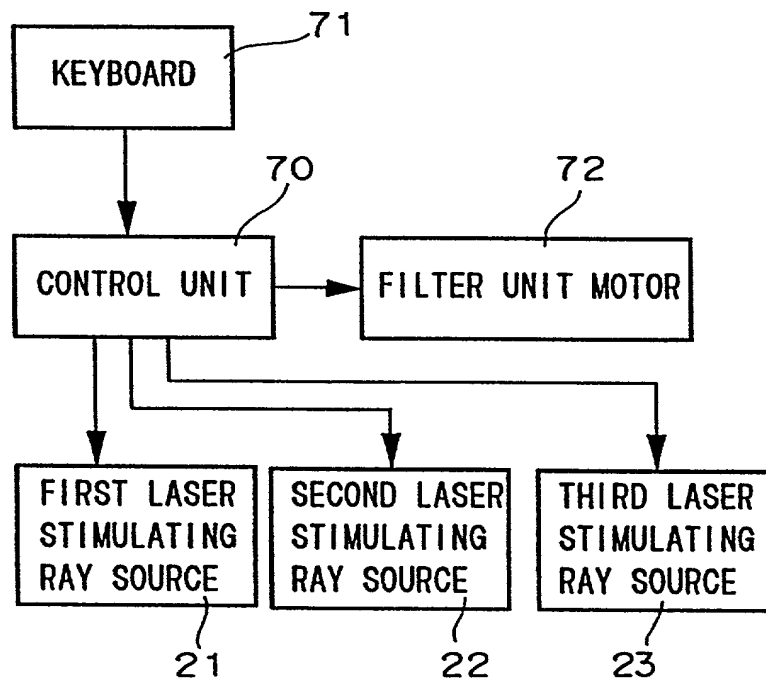 71
KEYBOARD
70
72
CONTROL UNIT
FILTER UNIT MOTOR
FIRST LASER
STIMULATING
RAY SOURCE
SECOND LASER
STIMULATING
RAY SOURCE
THIRD LASER
STIMULATING
RAY SOURCE
21
22
23